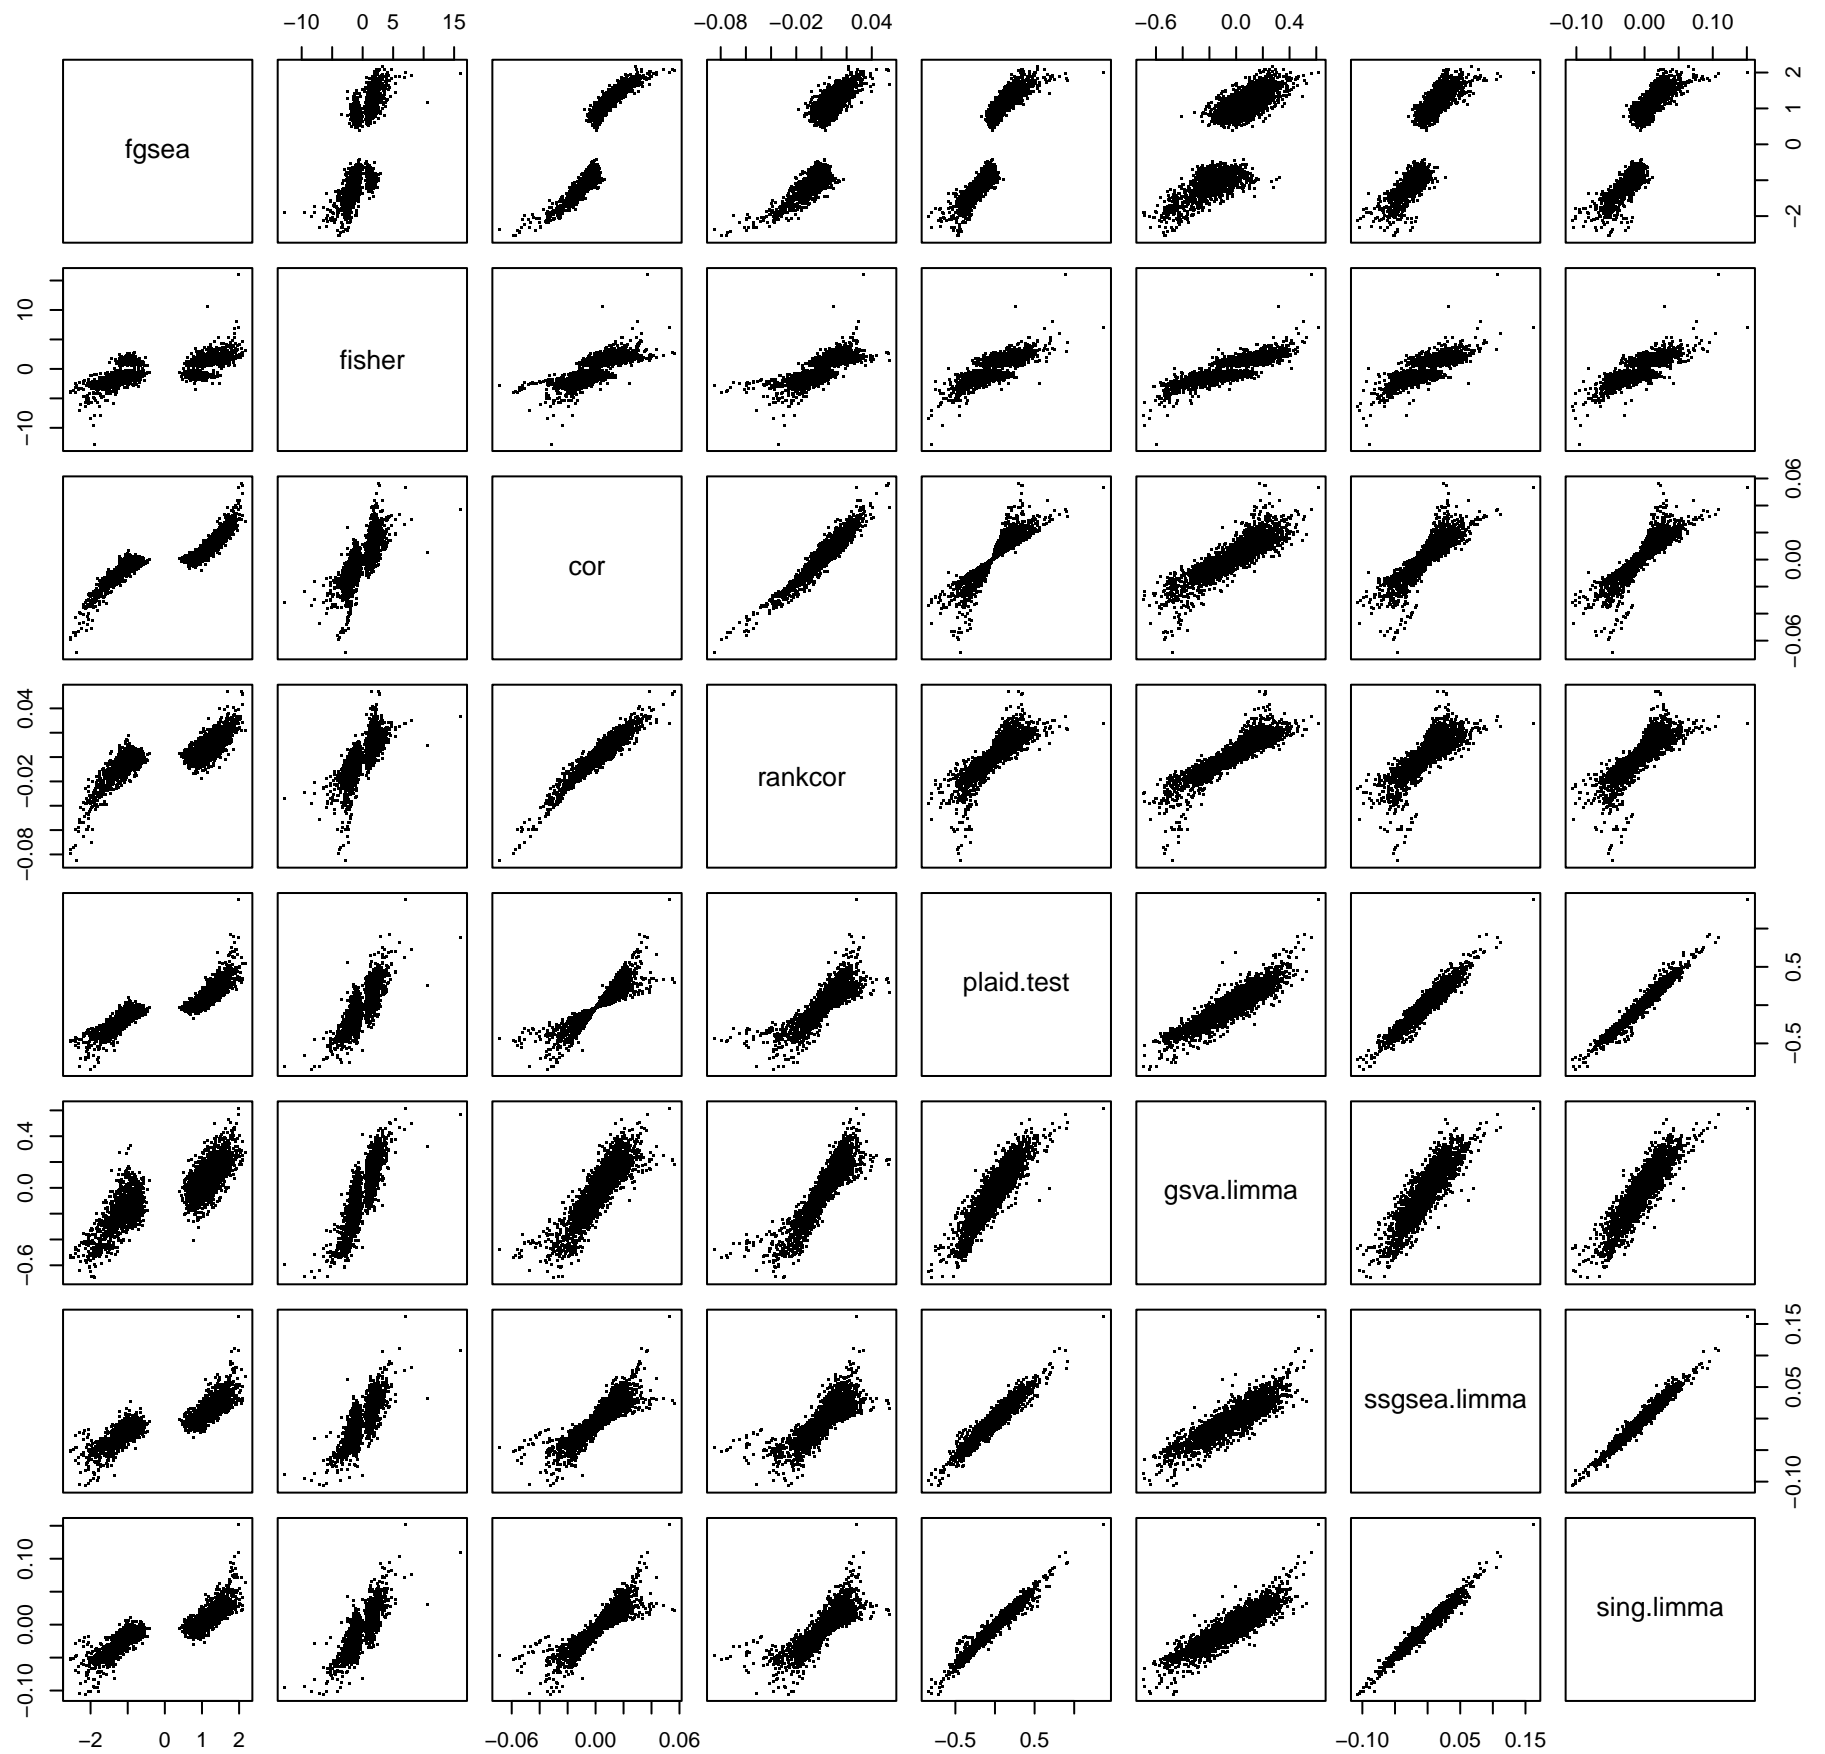 −10 0 5 15 −0.08 −0.02 0.04 −0.6 0.0 0.4 −0.10 0.00 0.10
fgsea
−2 0 1 2
fisher
−10 0 10
cor
−0.06 0.00 0.06
rankcor
−0.08 −0.02 0.04
plaid.test
−0.5 0.5
gsva.limma
−0.6 0.0 0.4
ssgsea.limma
−0.10 0.05 0.15
sing.limma
−0.10 0.00 0.10
−2 0 1 2 −0.06 0.00 0.06 −0.5 0.5 −0.10 0.05 0.15